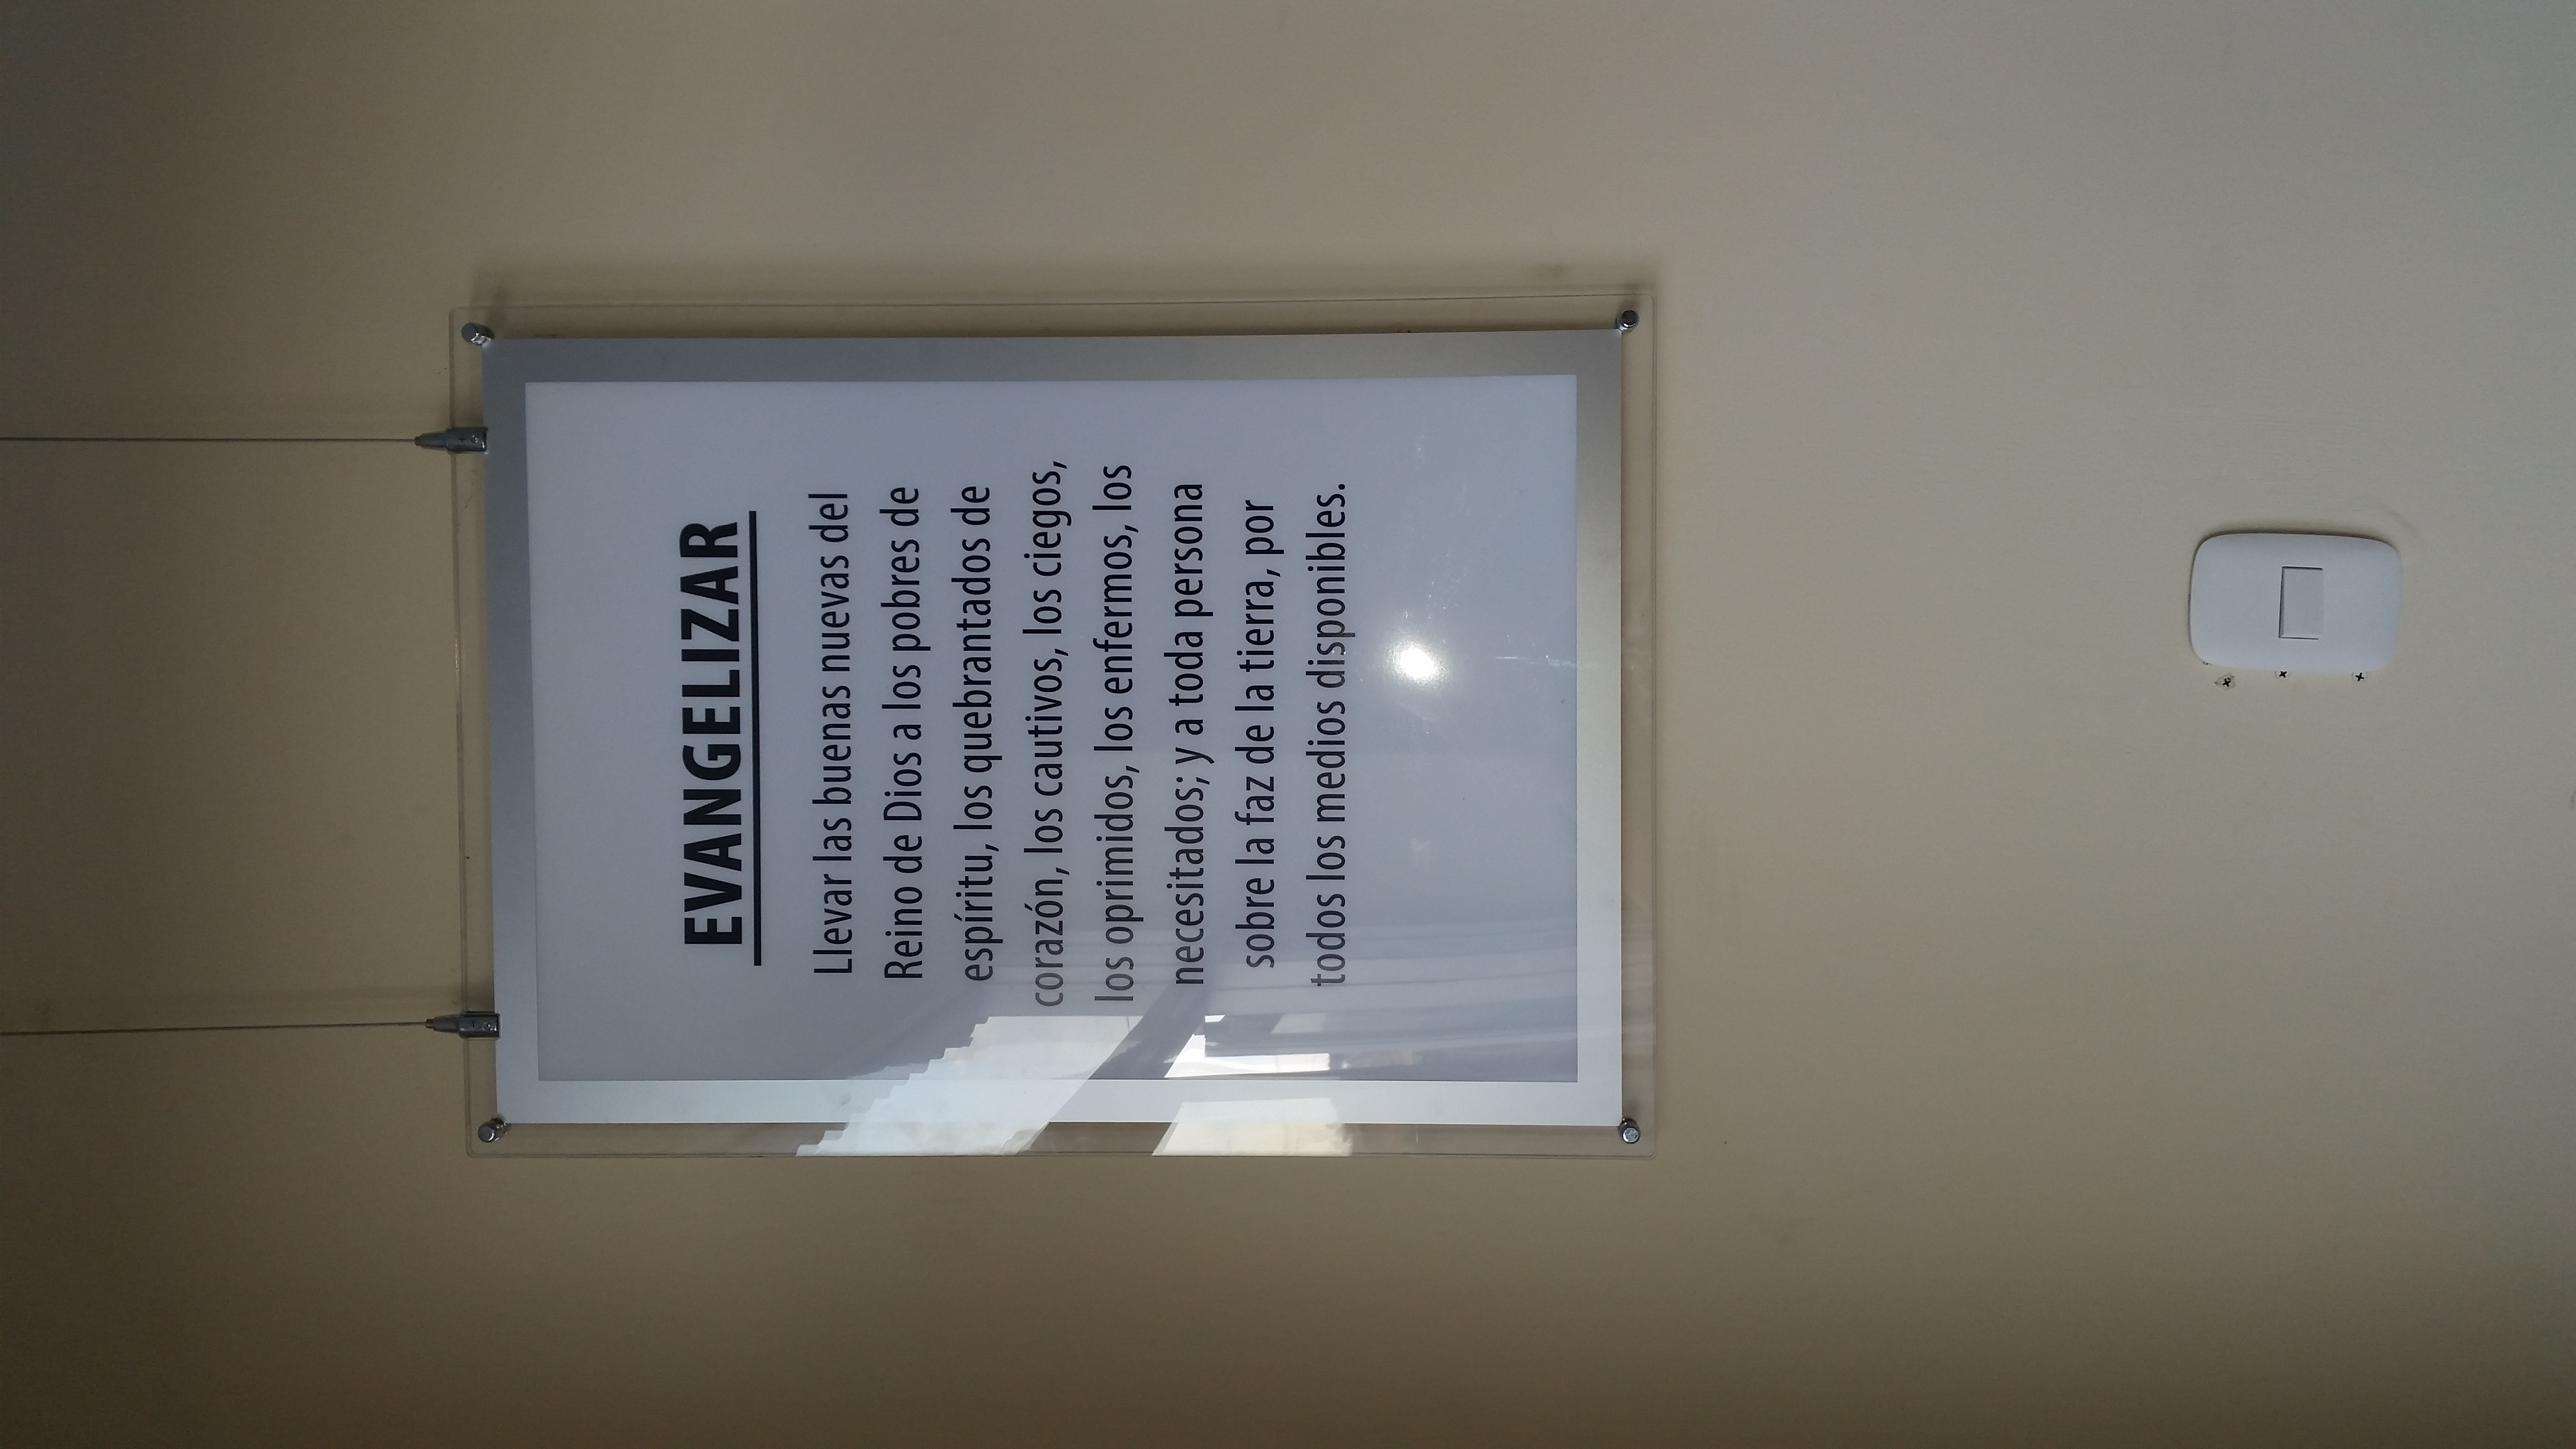 EVANGELIZAR
Llevar las buenas nuevas del
Reino de Dios a los pobres de
espíritu, los quebrantados de
corazón, los cautivos, los ciegos,
los oprimidos, los enfermos, los
necesitados; y a toda persona
sobre la faz de la tierra, por
todos los medios disponibles.